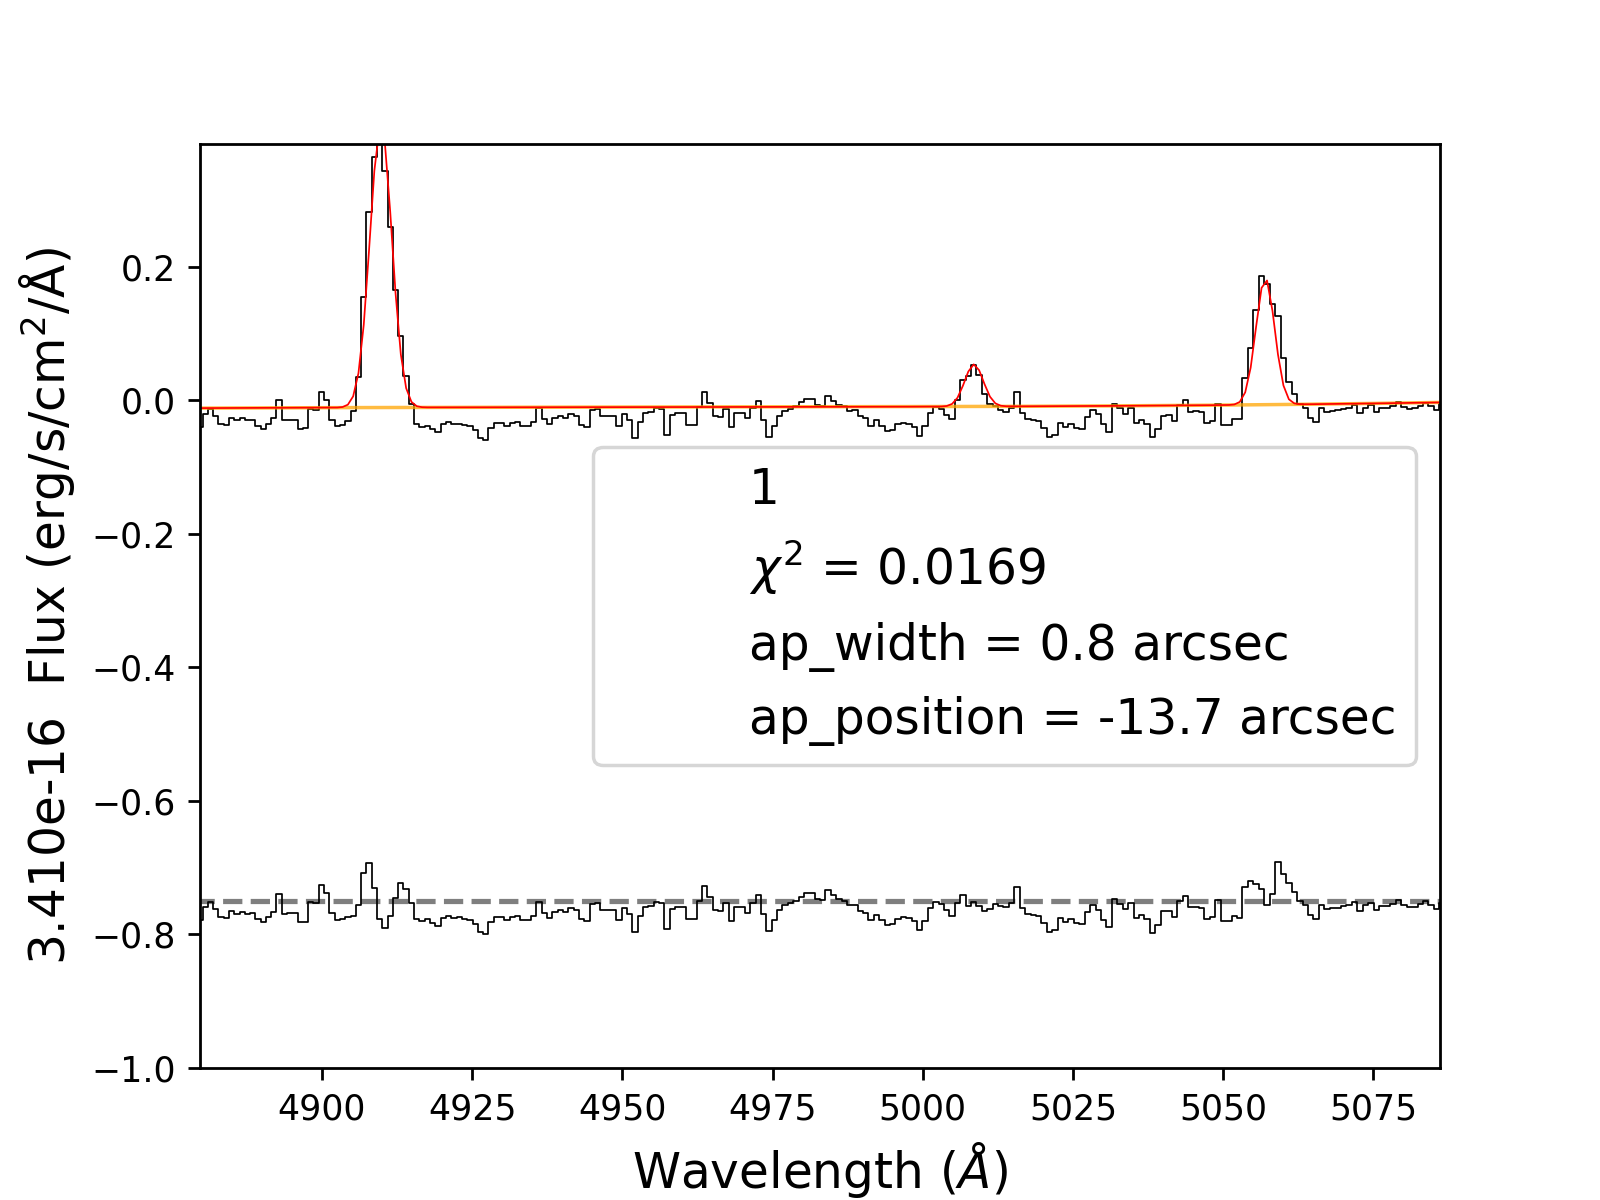 3.410e-16 Flux (erg/s/cm²/Å)
0.2
0.0
−0.2
−0.4
−0.6
−0.8
−1.0
1
χ² = 0.0169
ap_width = 0.8 arcsec
ap_position = -13.7 arcsec
4900 4925 4950 4975 5000 5025 5050 5075
Wavelength (Å)